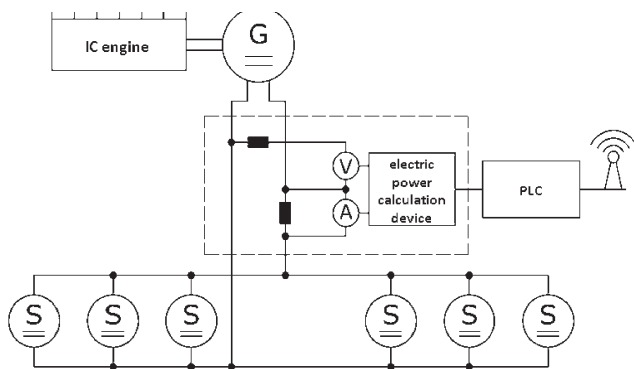 G
IC engine
V
electric
power
calculation
device
PLC
A
S S S S S S